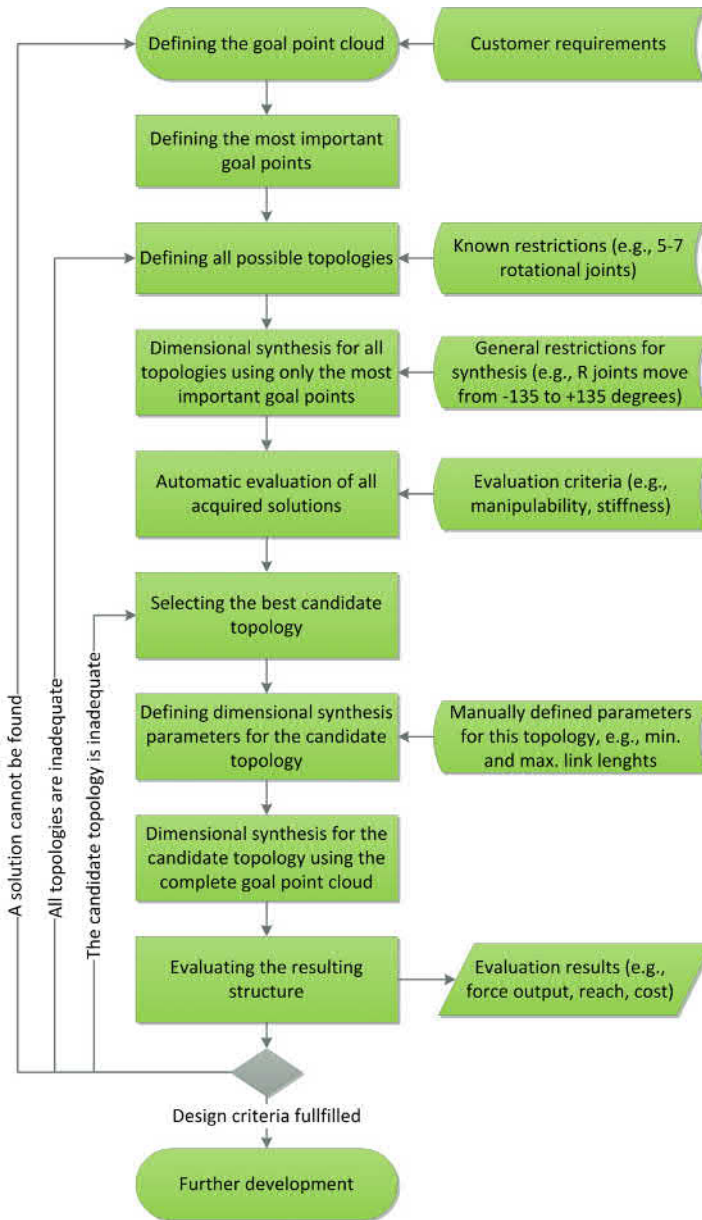 Defining the goal point cloud
Customer requirements
Defining the most important
goal points
Defining all possible topologies
Known restrictions (e.g., 5-7
rotational joints)
Dimensional synthesis for all
topologies using only the most
important goal points
General restrictions for
synthesis (e.g., R joints move
from -135 to +135 degrees)
Automatic evaluation of all
acquired solutions
Evaluation criteria (e.g.,
manipulability, stiffness)
Selecting the best candidate
topology
Defining dimensional synthesis
parameters for the candidate
topology
Manually defined parameters
for this topology, e.g., min.
and max. link lenghts
Dimensional synthesis for the
candidate topology using the
complete goal point cloud
Evaluating the resulting
structure
Evaluation results (e.g.,
force output, reach, cost)
A solution cannot be found
All topologies are inadequate
The candidate topology is inadequate
Design criteria fullfilled
Further development